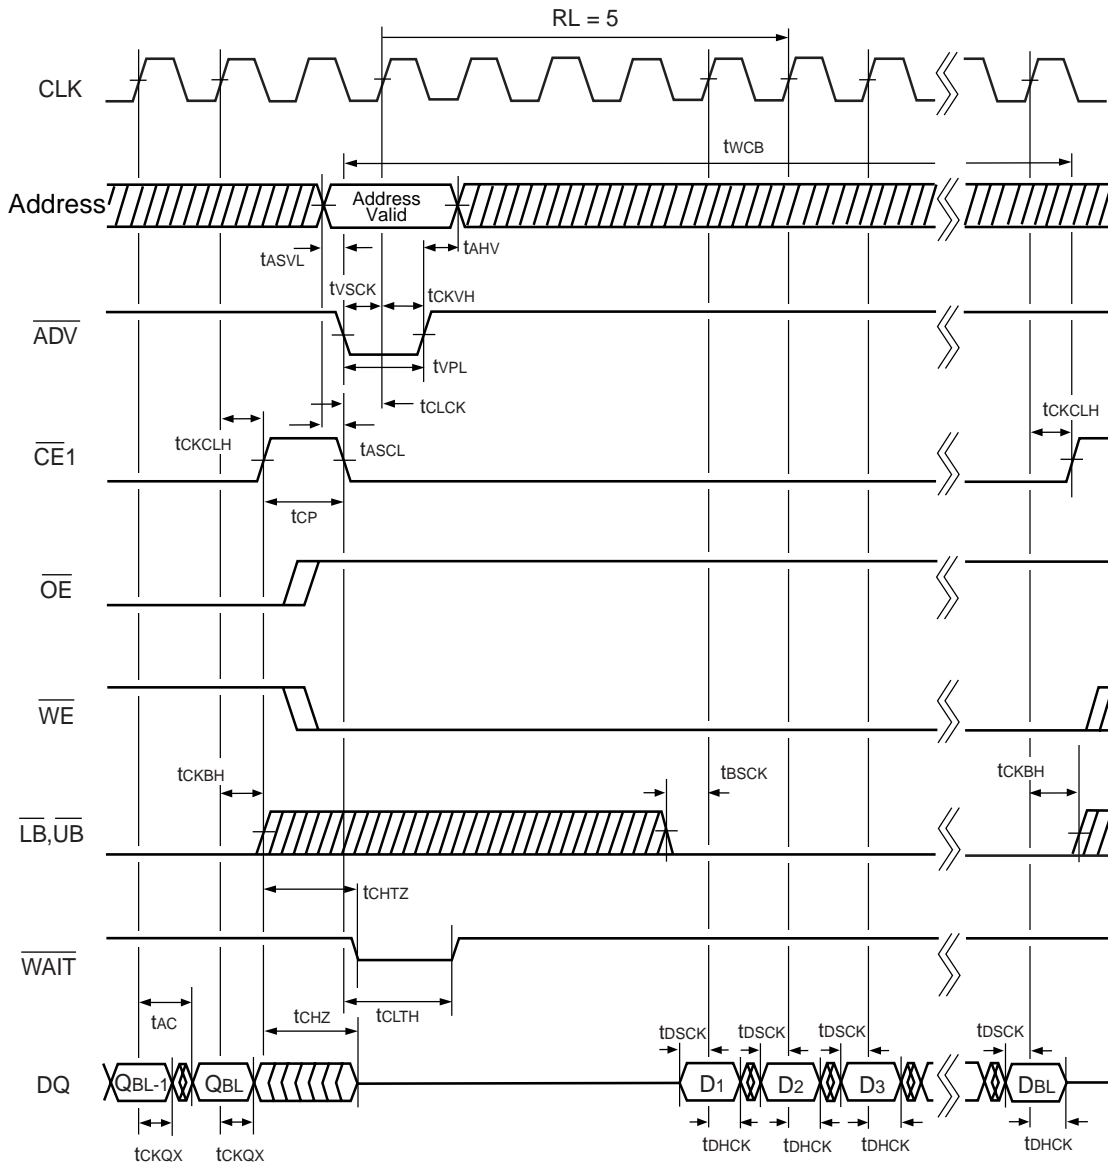 RL = 5
CLK
tWCB
Address
Address
Valid
tASVL
tAHV
tVSCK
tCKVH
ADV
tVPL
tCLCK
tCKCLH
tASCL
tCKCLH
CE1
tCP
OE
WE
tCKBH
tBSCK
tCKBH
LB,UB
tCHTZ
WAIT
tAC
tCHZ
tCLTH
tDSCK
tDSCK
tDSCK
tDSCK
DQ
QBL-1
QBL
D1
D2
D3
DBL
tCKQX
tCKQX
tDHCK
tDHCK
tDHCK
tDHCK